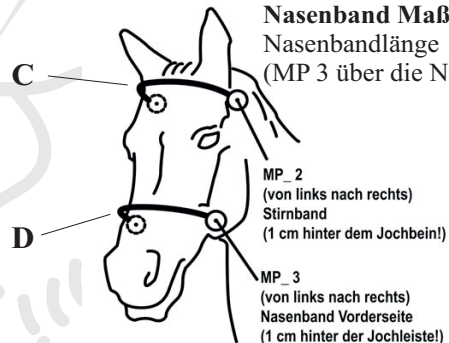 Nasenband Maß
Nasenbandlänge
(MP 3 über die N
C
MP_ 2
(von links nach rechts)
Stirnband
(1 cm hinter dem Jochbein!)
D
MP_ 3
(von links nach rechts)
Nasenband Vorderseite
(1 cm hinter der Jochleiste!)